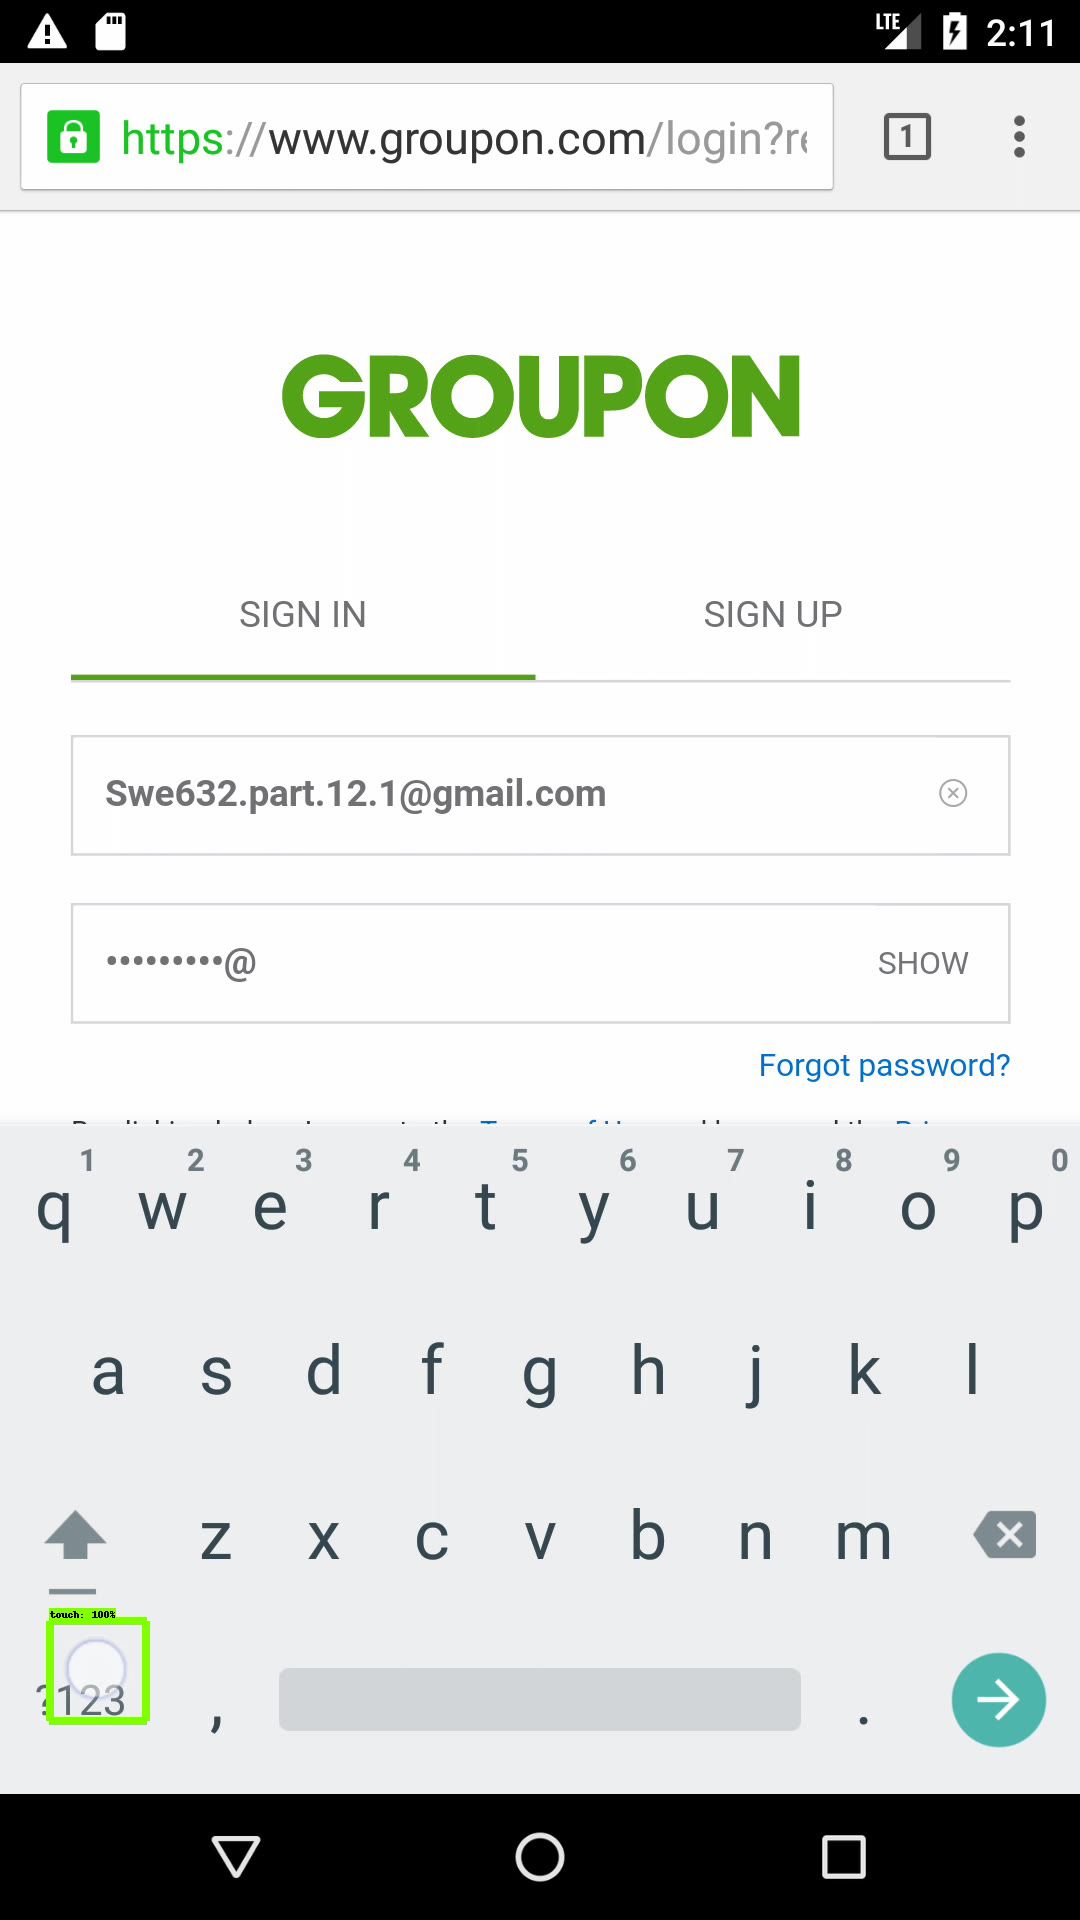 LTE 2:11
https://www.groupon.com/login?re
1
GROUPON
SIGN IN SIGN UP
Swe632.part.12.1@gmail.com
•••••••••@ SHOW
Forgot password?
1 2 3 4 5 6 7 8 9 0
q w e r t y u i o p
a s d f g h j k l
z x c v b n m
touch: 100%
?123 , .